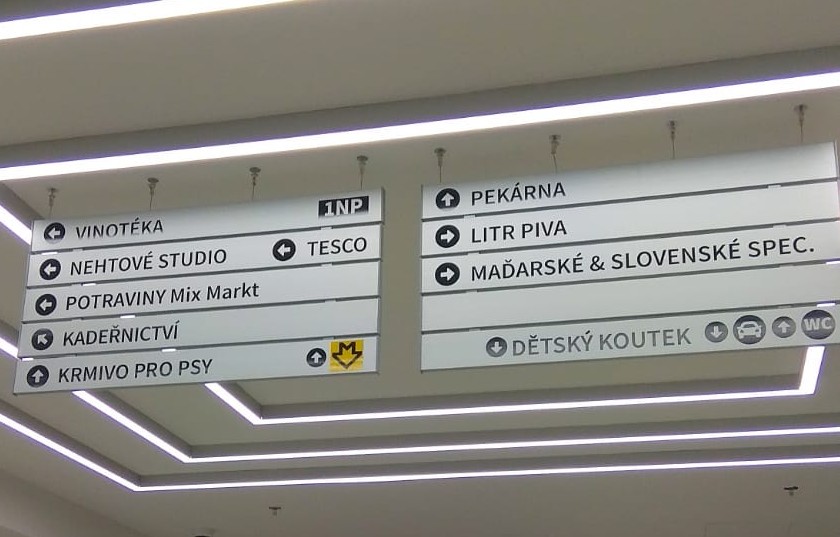 VINOTÉKA 1NP
NEHTOVÉ STUDIO TESCO
POTRAVINY Mix Markt
KADEŘNICTVÍ
KRMIVO PRO PSY M
PEKÁRNA
LITR PIVA
MAĎARSKÉ & SLOVENSKÉ SPEC.
DĚTSKÝ KOUTEK WC